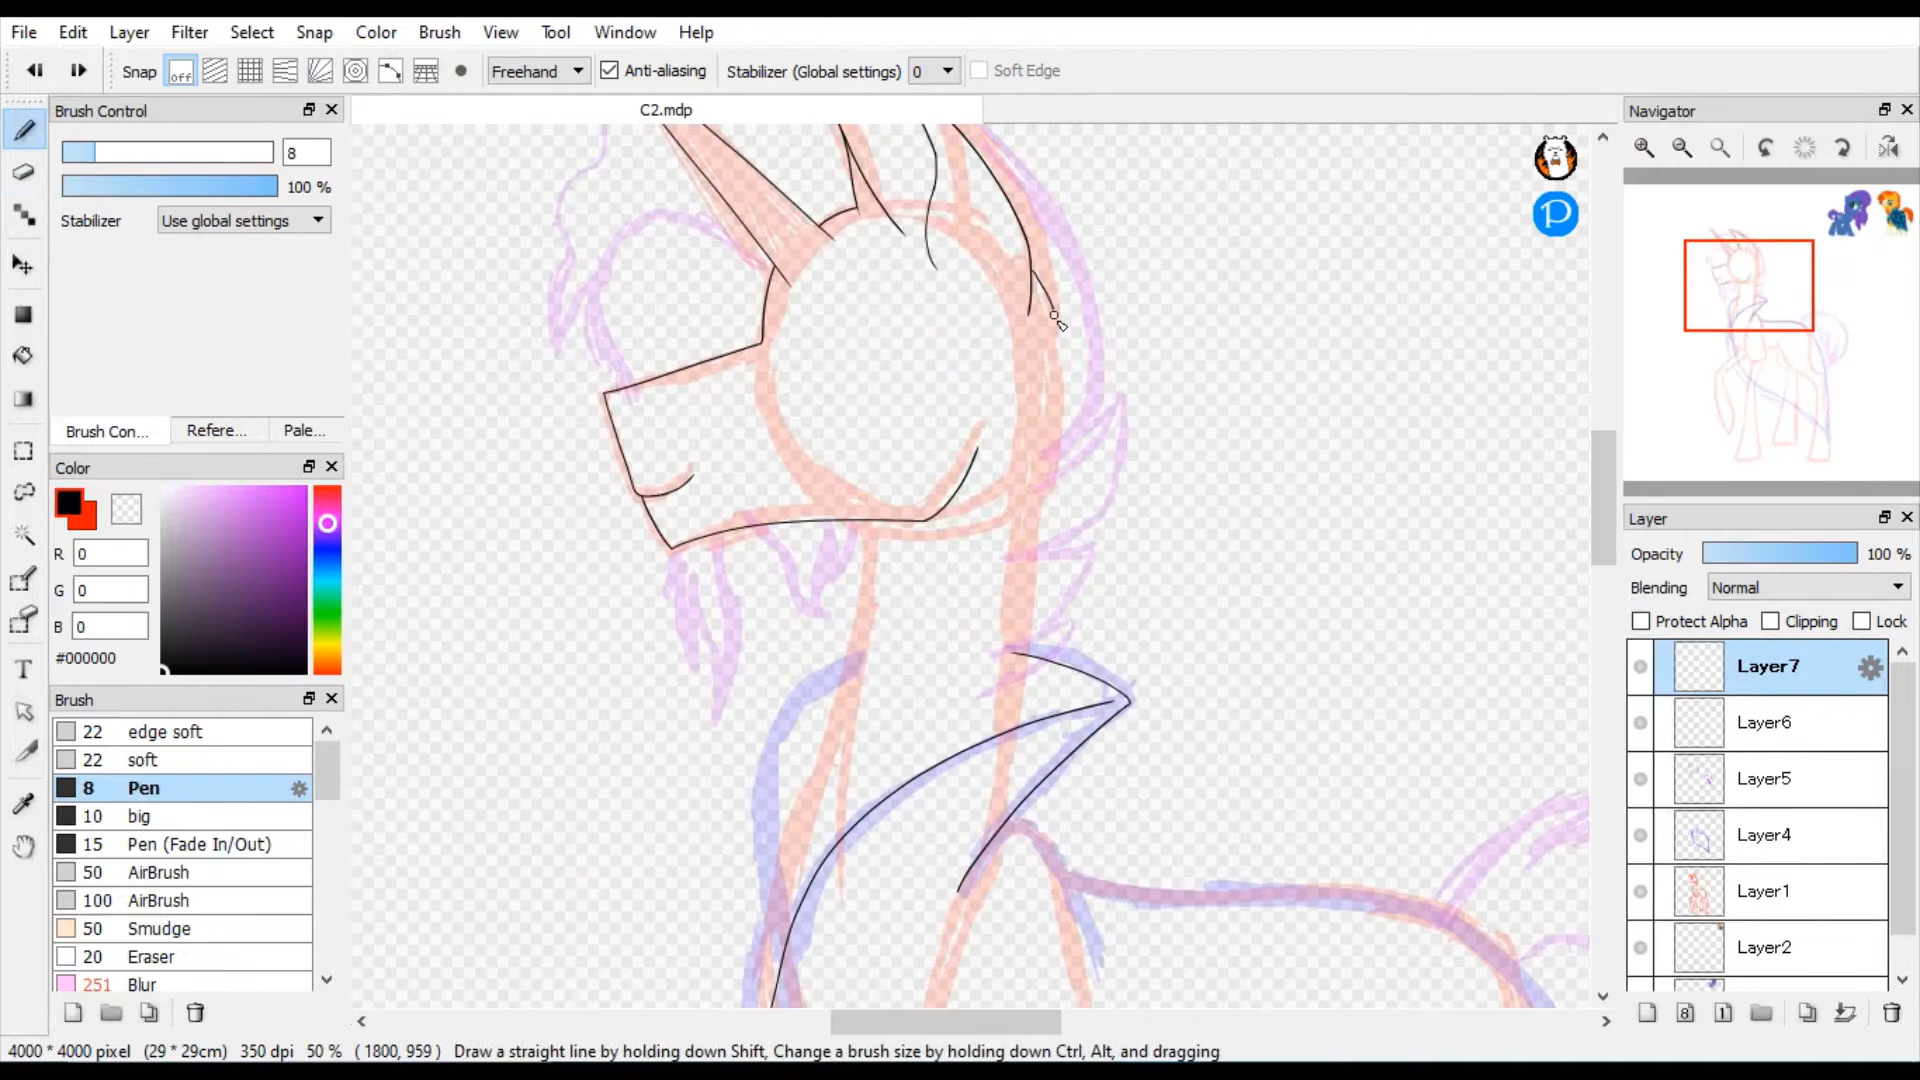 File Edit Layer Filter Select Snap Color Brush View Tool Window Help
Snap off Freehand Anti-aliasing Stabilizer (Global settings) 0 Soft Edge
Brush Control
C2.mdp
Navigator
8
100 %
Stabilizer Use global settings
P
Brush Con... Refere... Pale...
Color
R 0
G 0
B 0
#000000
Layer
Opacity 100 %
Blending Normal
Protect Alpha Clipping Lock
Layer7
Layer6
Layer5
Layer4
Layer1
Layer2
Brush
22 edge soft
22 soft
8 Pen
10 big
15 Pen (Fade In/Out)
50 AirBrush
100 AirBrush
50 Smudge
20 Eraser
251 Blur
8 1
4000 * 4000 pixel (29 * 29cm) 350 dpi 50 % ( 1800, 959 ) Draw a straight line by holding down Shift, Change a brush size by holding down Ctrl, Alt, and dragging